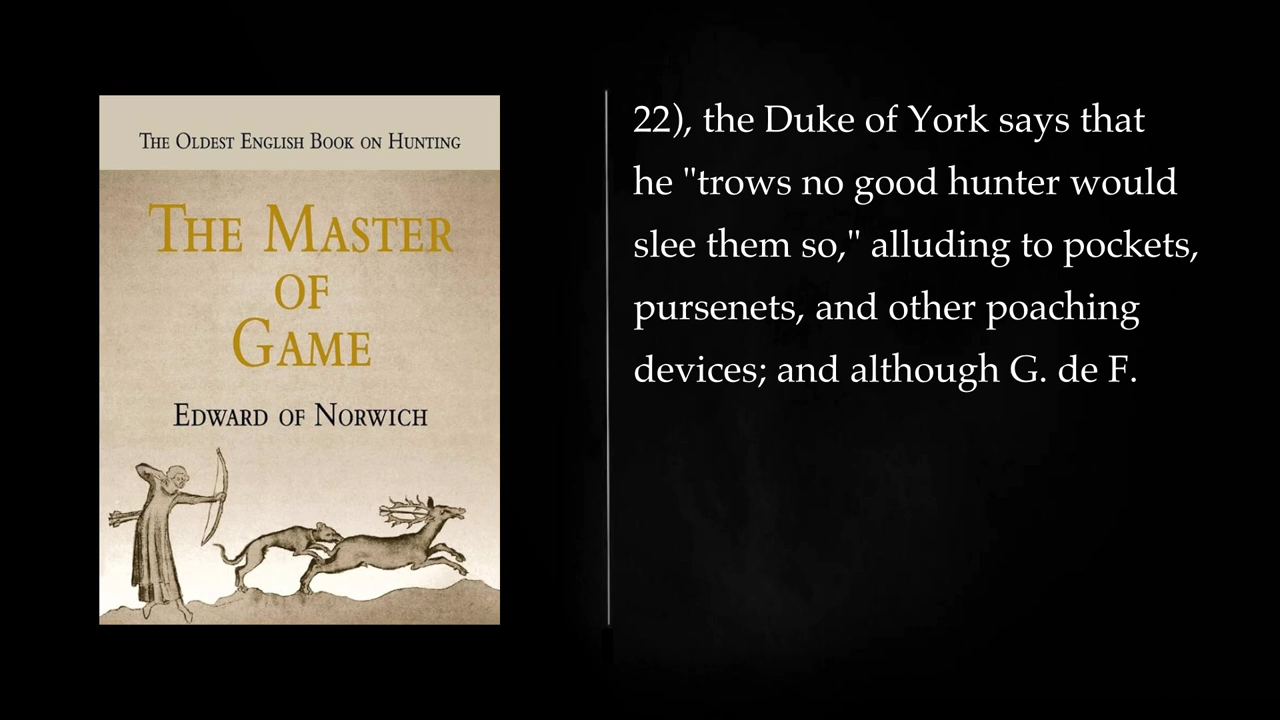 The Oldest English Book on Hunting
The Master
of
Game
Edward of Norwich
22), the Duke of York says that
he "trows no good hunter would
slee them so," alluding to pockets,
pursenets, and other poaching
devices; and although G. de F.